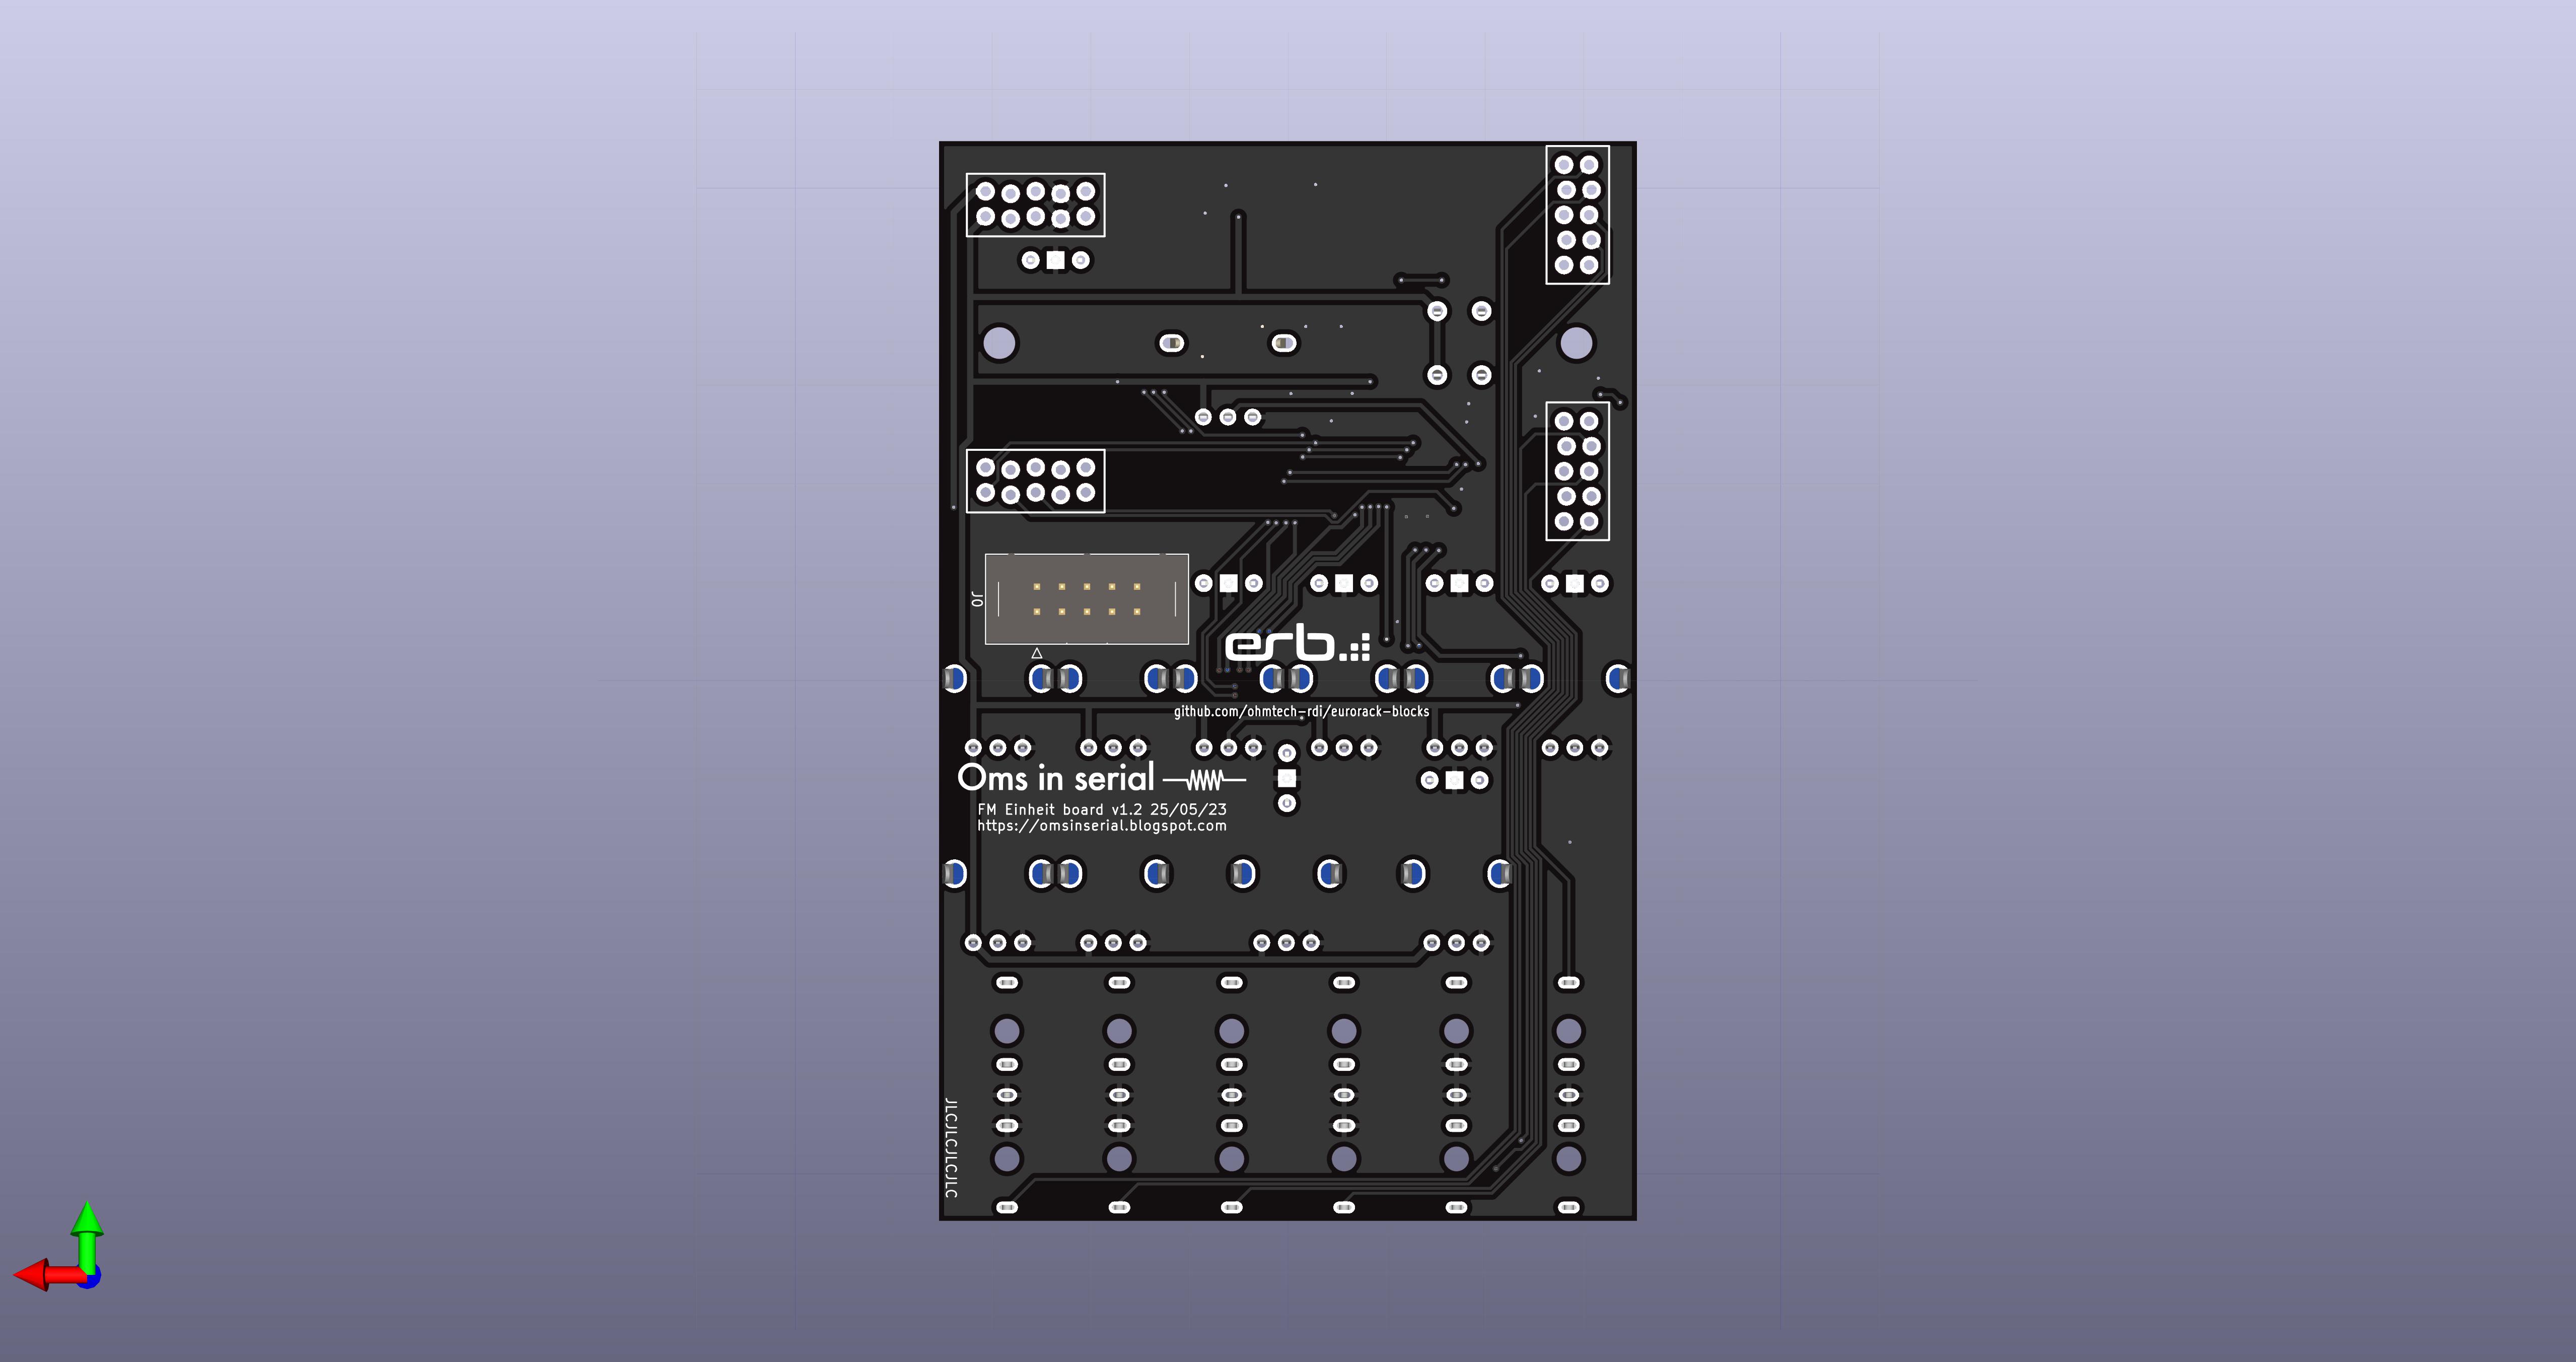 J0
erb
github.com/ohmtech-rdi/eurorack-blocks
Oms in serial
FM Einheit board v1.2 25/05/23
https://omsinserial.blogspot.com
JLCJLCJLCJLC